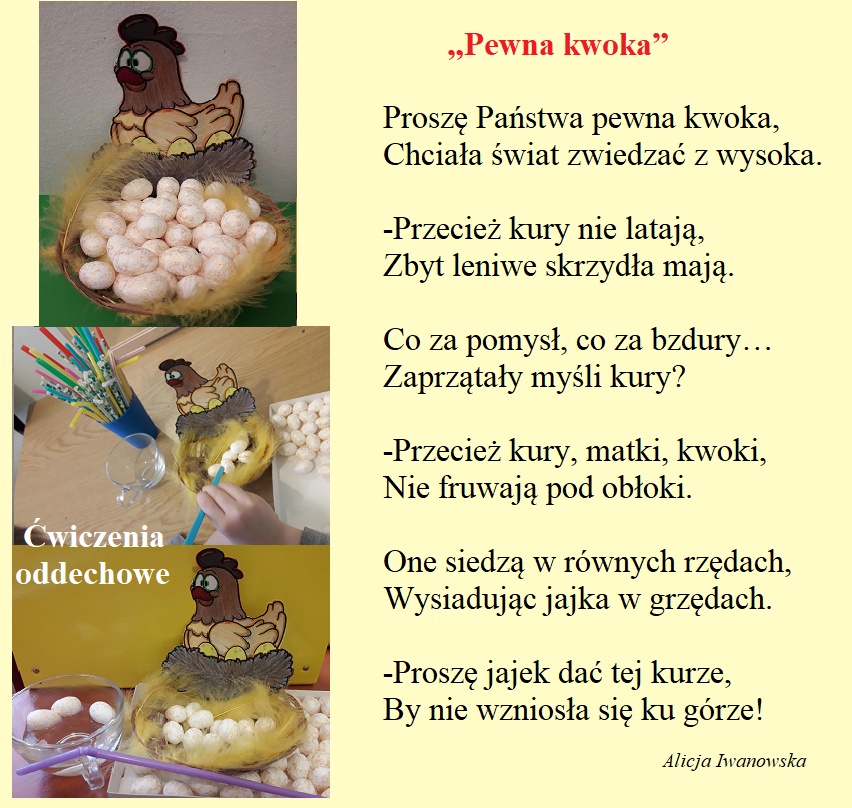 „Pewna kwoka”
Proszę Państwa pewna kwoka,
Chciała świat zwiedzać z wysoka.
-Przecież kury nie latają,
Zbyt leniwe skrzydła mają.
Co za pomysł, co za bzdury…
Zaprzątały myśli kury?
-Przecież kury, matki, kwoki,
Nie fruwają pod obłoki.
One siedzą w równych rzędach,
Wysiadując jajka w grzędach.
-Proszę jajek dać tej kurze,
By nie wzniosła się ku górze!
Alicja Iwanowska
Ćwiczenia
oddechowe